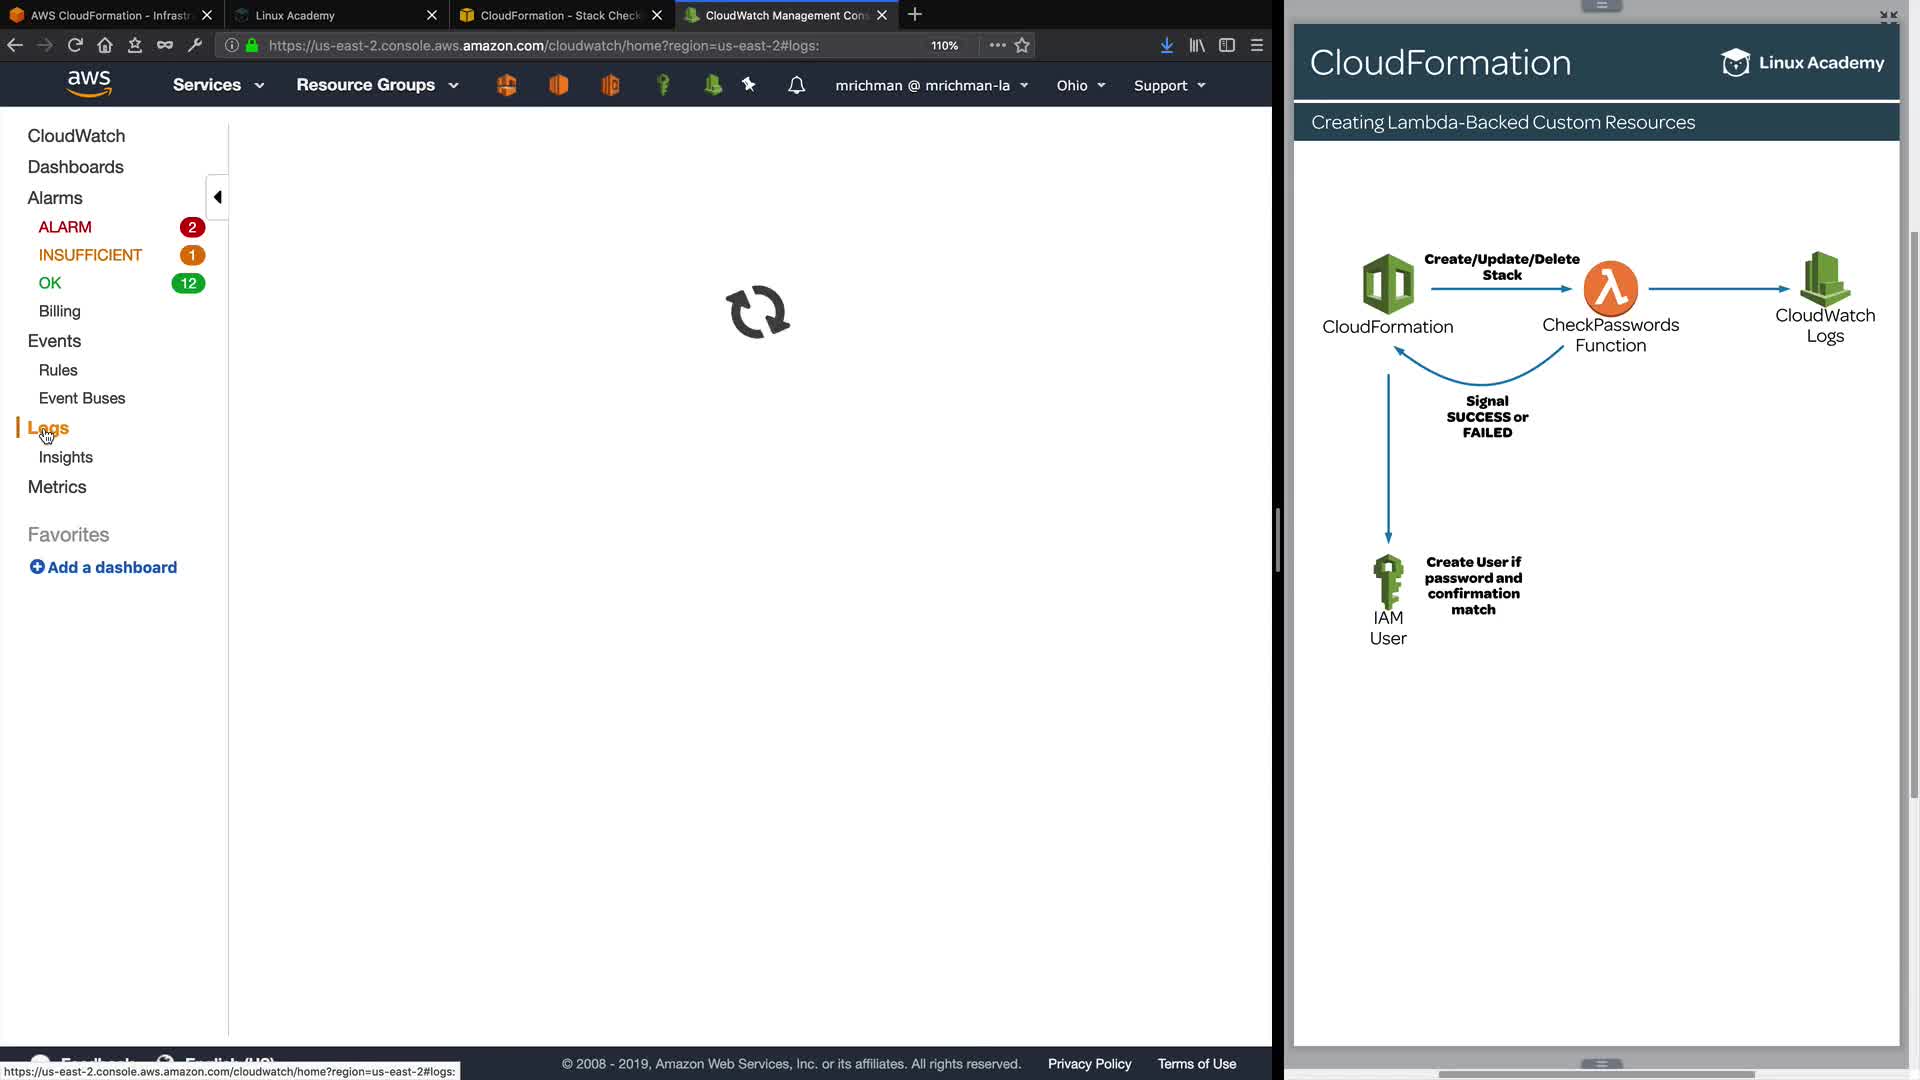 AWS CloudFormation - Infrastr
Linux Academy
CloudFormation - Stack Check
CloudWatch Management Cons
https://us-east-2.console.aws.amazon.com/cloudwatch/home?region=us-east-2#logs:
110%
aws
Services
Resource Groups
mrichman @ mrichman-la
Ohio
Support
CloudWatch
Dashboards
Alarms
ALARM
2
INSUFFICIENT
1
OK
12
Billing
Events
Rules
Event Buses
Logs
Insights
Metrics
Favorites
Add a dashboard
© 2008 - 2019, Amazon Web Services, Inc. or its affiliates. All rights reserved.
Privacy Policy
Terms of Use
Feedback
English (US)
https://us-east-2.console.aws.amazon.com/cloudwatch/home?region=us-east-2#logs:
CloudFormation
Linux Academy
Creating Lambda-Backed Custom Resources
Create/Update/Delete
Stack
CloudFormation
CheckPasswords
Function
CloudWatch
Logs
Signal
SUCCESS or
FAILED
Create User if
password and
confirmation
match
IAM
User